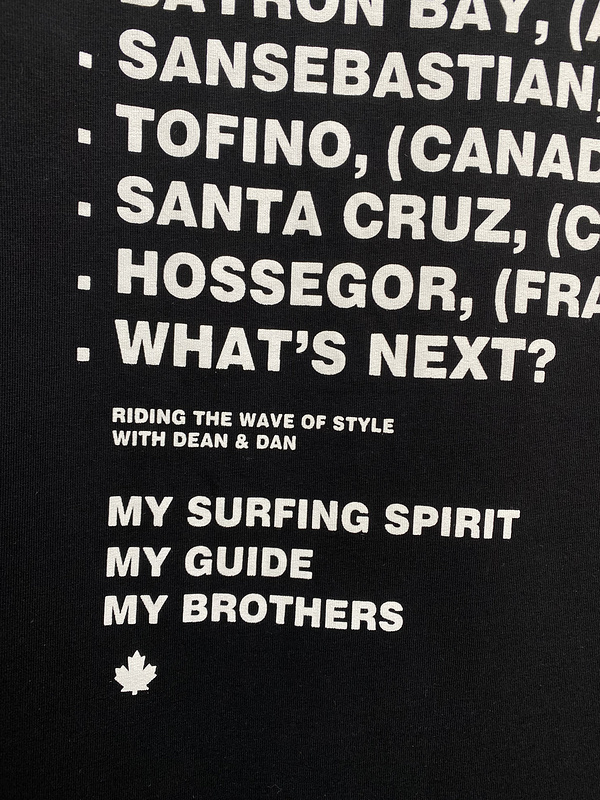 BAY, (A
. SANSEBASTIAN,
. TOFINO, (CANAD
. SANTA CRUZ, (C
. HOSSEGOR, (FRA
. WHAT'S NEXT?
RIDING THE WAVE OF STYLE
WITH DEAN & DAN
MY SURFING SPIRIT
MY GUIDE
MY BROTHERS